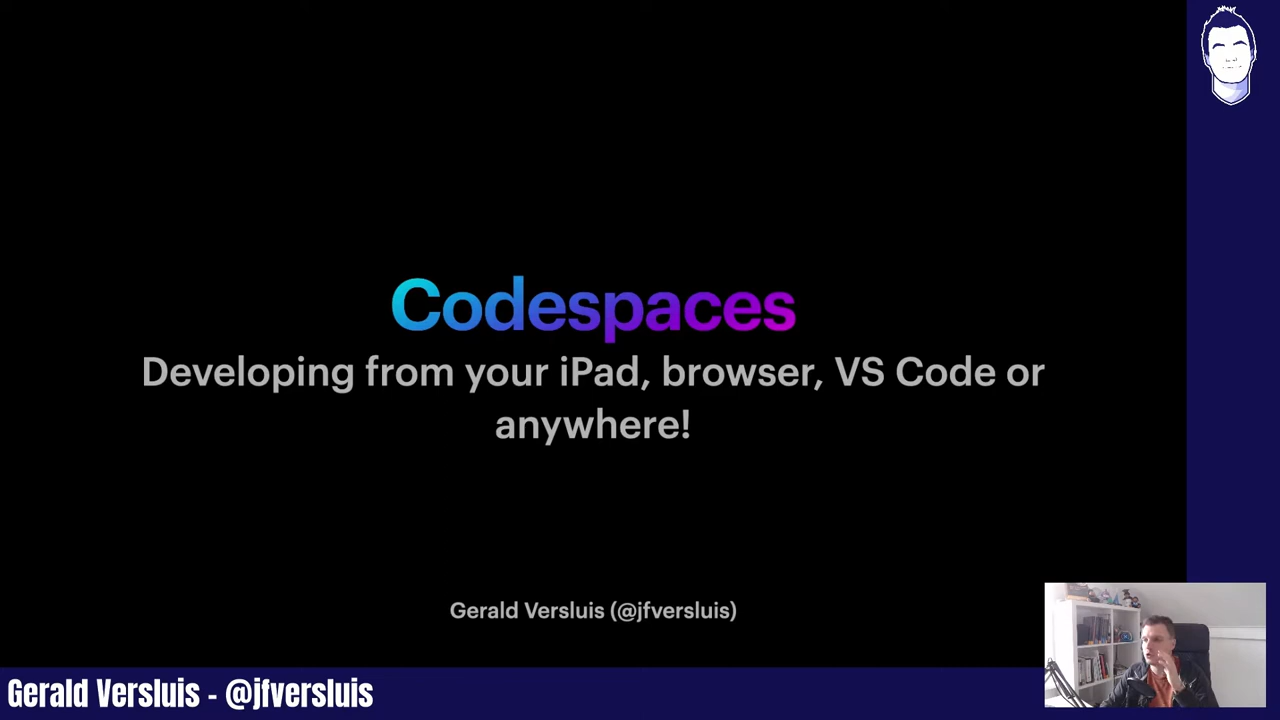 Codespaces
Developing from your iPad, browser, VS Code or
anywhere!
Gerald Versluis (@jfversluis)
Gerald Versluis - @jfversluis